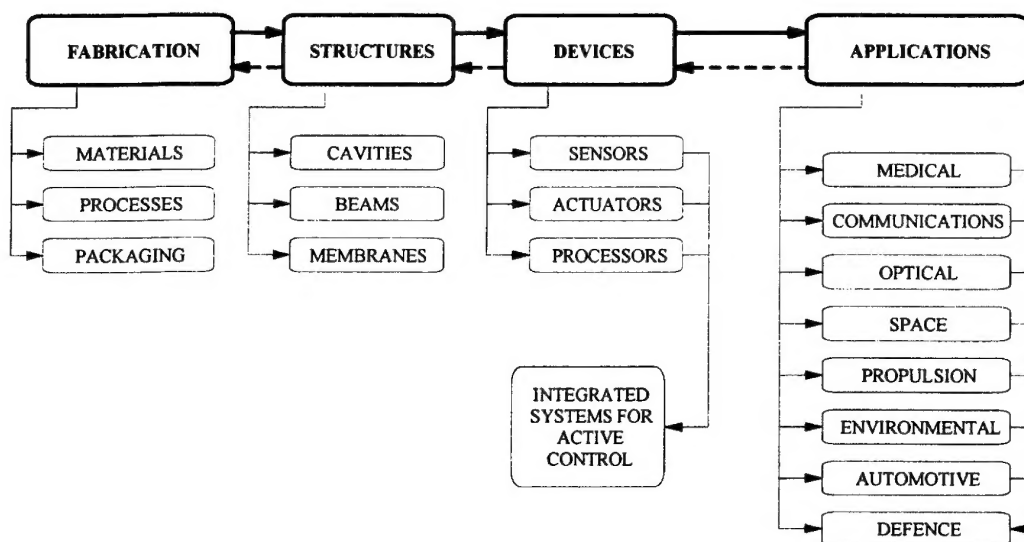 FABRICATION
STRUCTURES
DEVICES
APPLICATIONS
MATERIALS
PROCESSES
PACKAGING
CAVITIES
BEAMS
MEMBRANES
SENSORS
ACTUATORS
PROCESSORS
INTEGRATED
SYSTEMS FOR
ACTIVE
CONTROL
MEDICAL
COMMUNICATIONS
OPTICAL
SPACE
PROPULSION
ENVIRONMENTAL
AUTOMOTIVE
DEFENCE